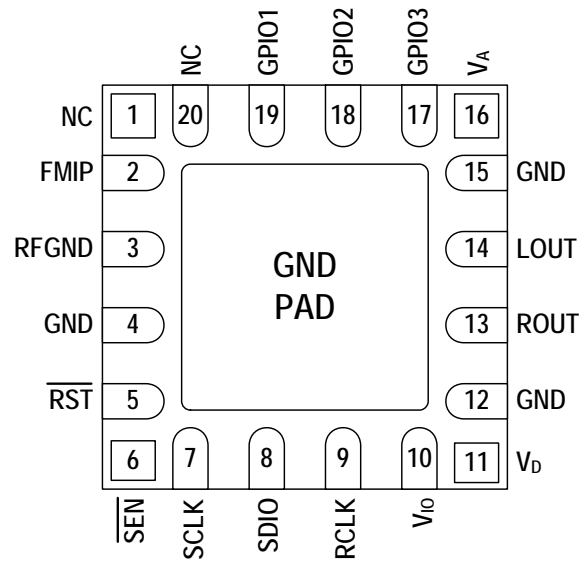 NC
GPIO1
GPIO2
GPIO3
VA
NC 1 20 19 18 17 16
FMIP 2 15 GND
RFGND 3 14 LOUT
GND PAD
GND 4 13 ROUT
RST 5 12 GND
6 7 8 9 10 11 VD
SEN
SCLK
SDIO
RCLK
VIO